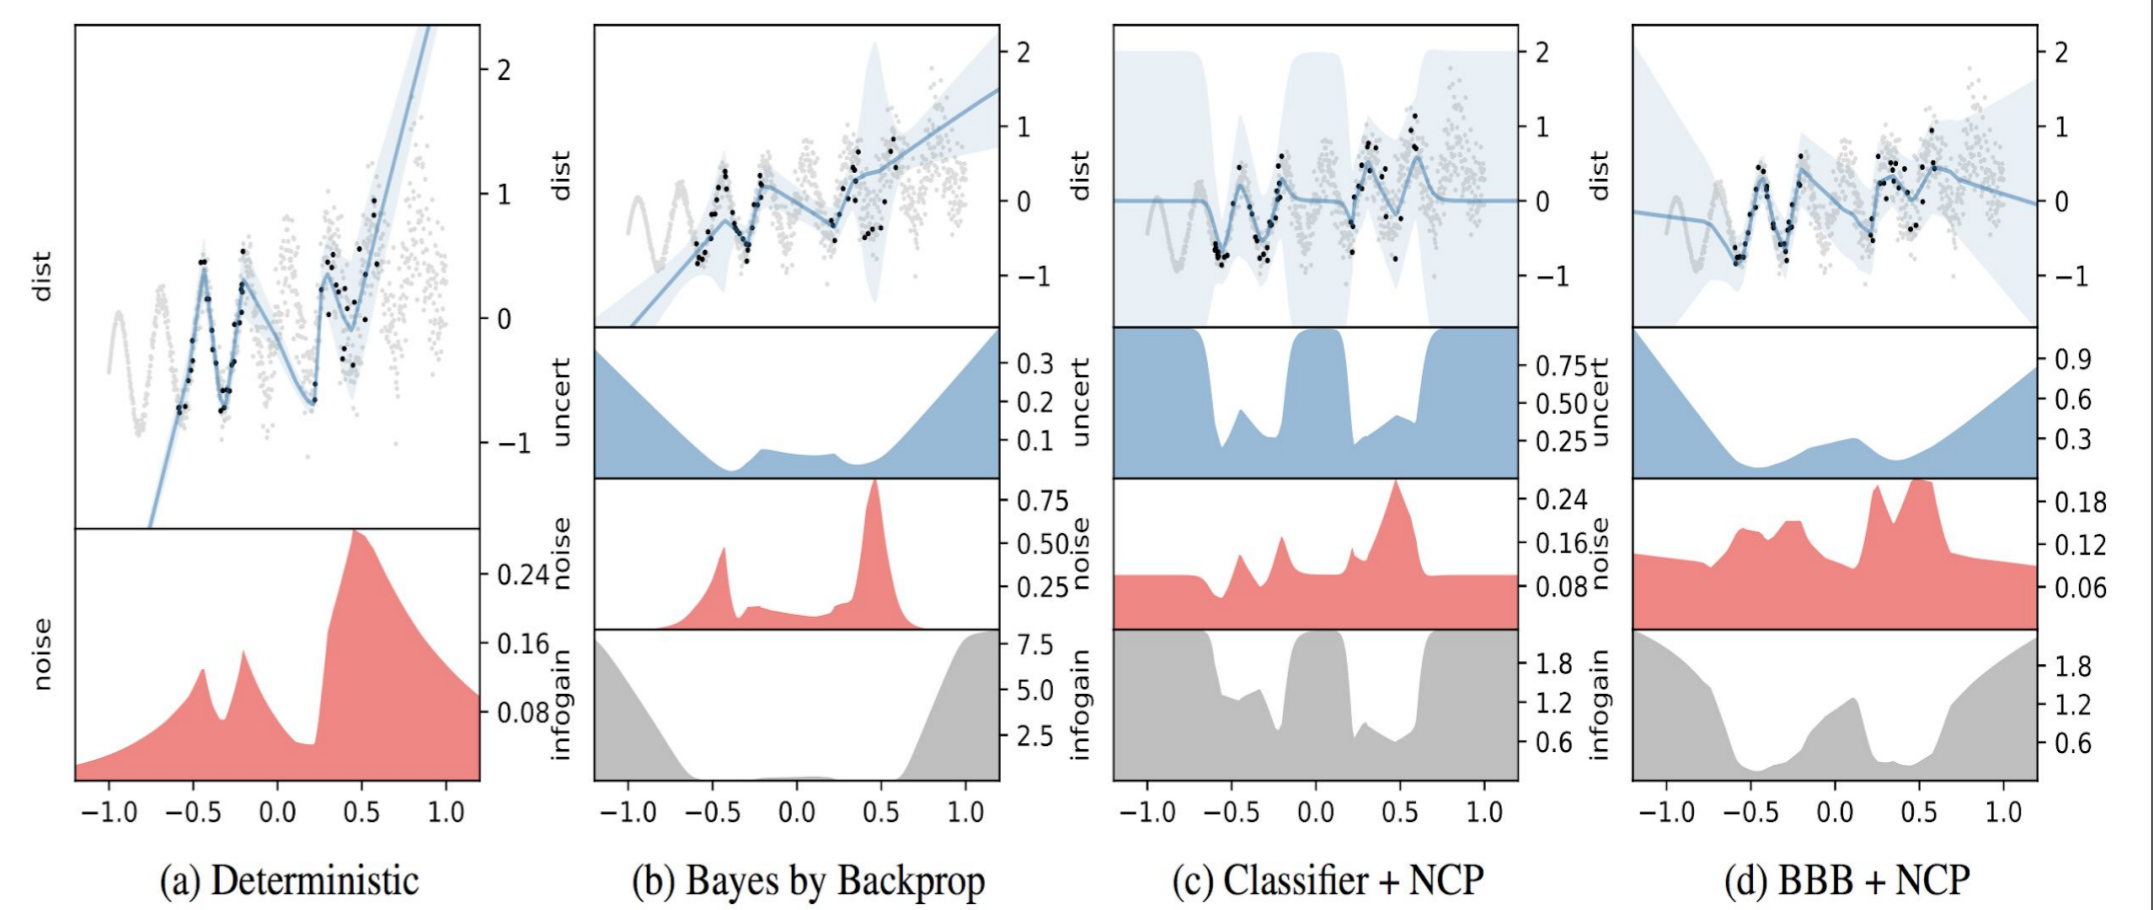 dist
2
1
0
−1
noise
0.24
0.16
0.08
−1.0 −0.5 0.0 0.5 1.0
(a) Deterministic
dist
2
1
0
−1
uncert
0.3
0.2
0.1
noise
0.75
0.50
0.25
infogain
7.5
5.0
2.5
−1.0 −0.5 0.0 0.5 1.0
(b) Bayes by Backprop
dist
2
1
0
−1
uncert
0.75
0.50
0.25
noise
0.24
0.16
0.08
infogain
1.8
1.2
0.6
−1.0 −0.5 0.0 0.5 1.0
(c) Classifier + NCP
dist
2
1
0
−1
uncert
0.9
0.6
0.3
noise
0.18
0.12
0.06
infogain
1.8
1.2
0.6
−1.0 −0.5 0.0 0.5 1.0
(d) BBB + NCP